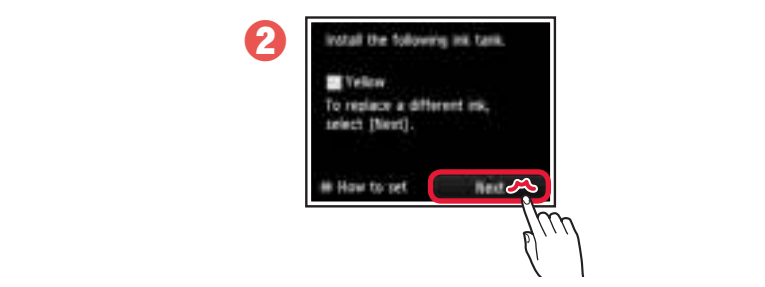 2
Install the following ink tank.
Yellow
To replace a different ink,
select [Next].
How to set
Next